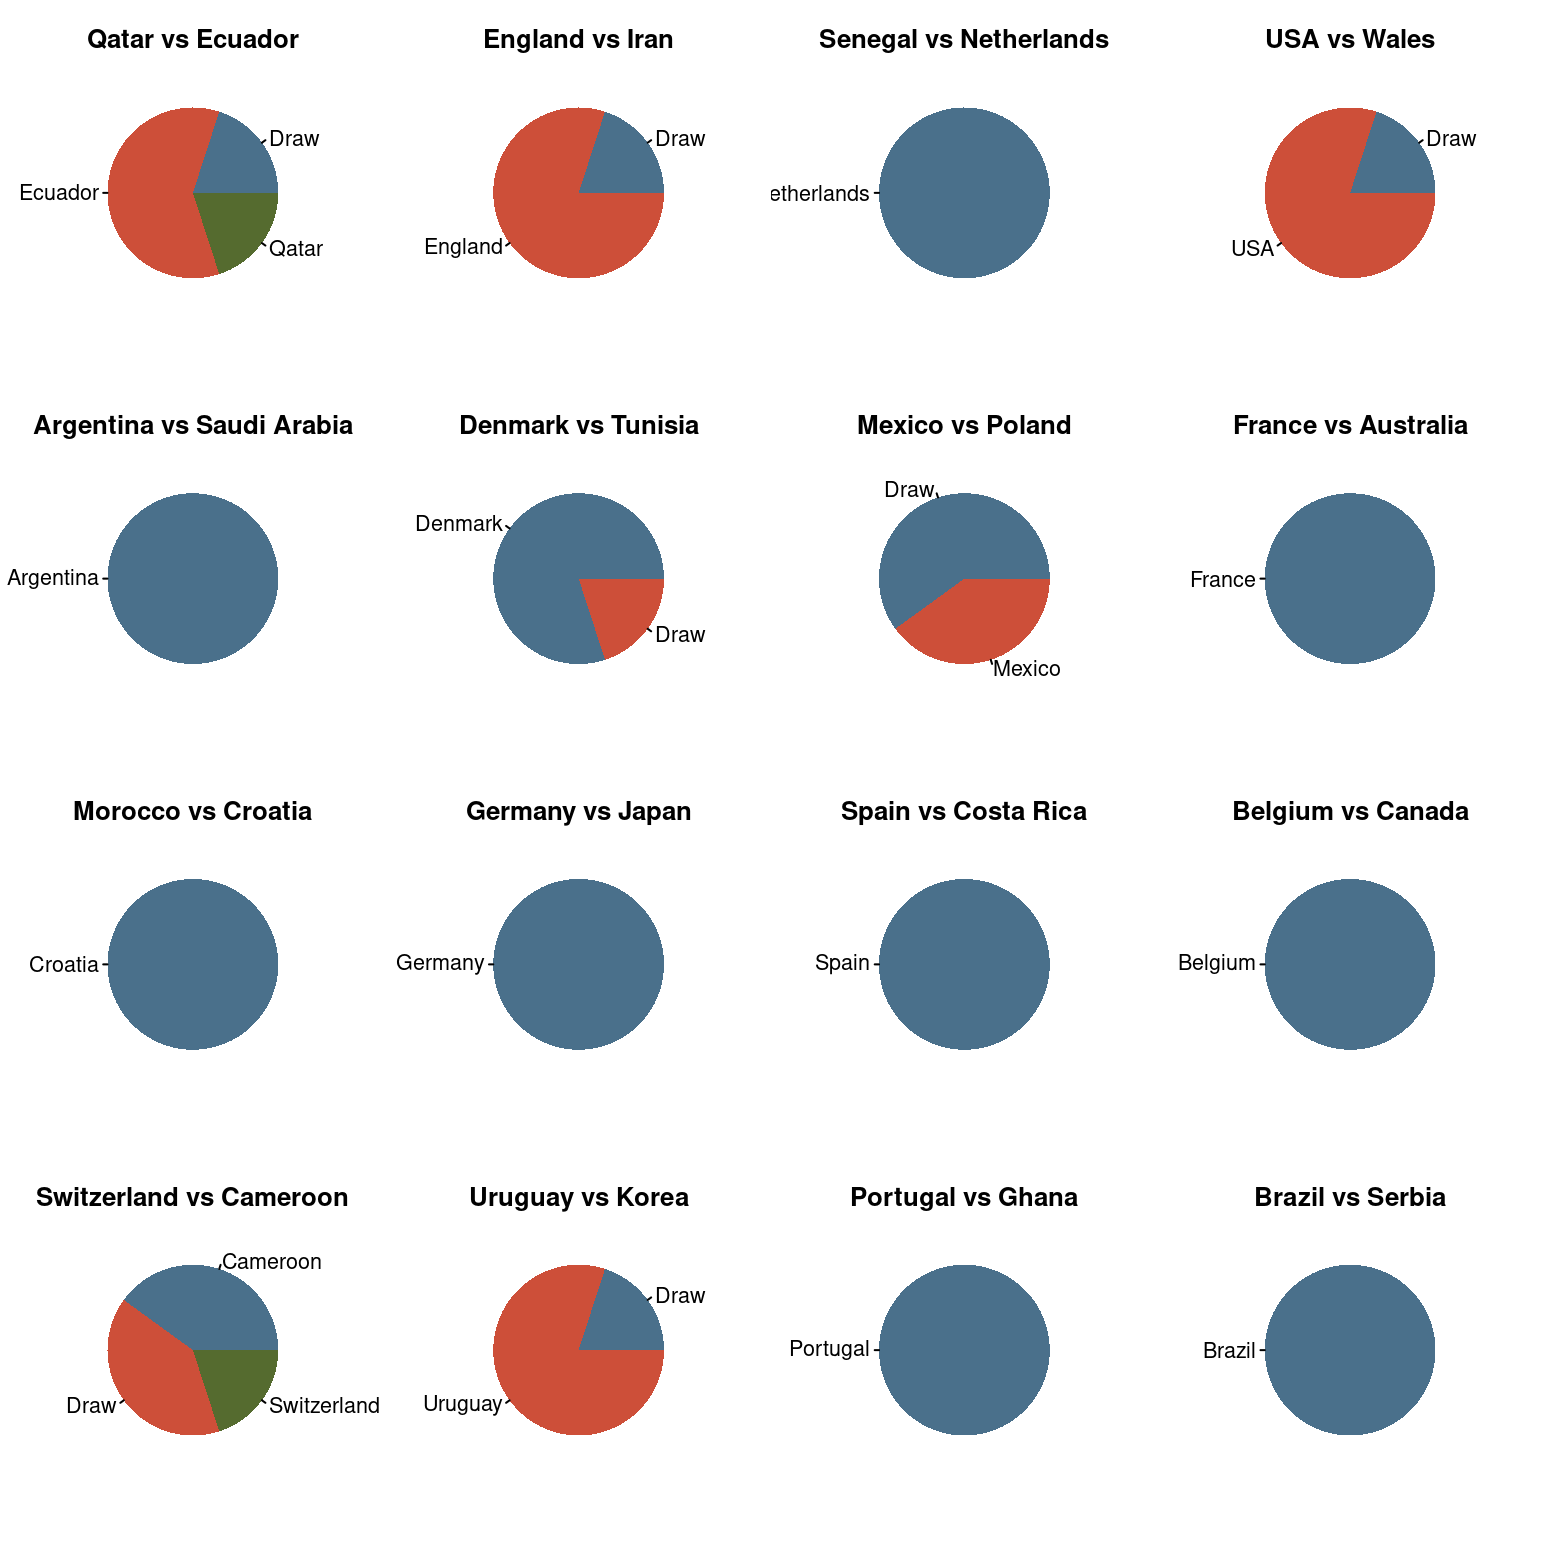 Qatar vs Ecuador
Draw
Ecuador
Qatar
England vs Iran
Draw
England
Senegal vs Netherlands
etherlands
USA vs Wales
Draw
USA
Argentina vs Saudi Arabia
Argentina
Denmark vs Tunisia
Denmark
Draw
Mexico vs Poland
Draw
Mexico
France vs Australia
France
Morocco vs Croatia
Croatia
Germany vs Japan
Germany
Spain vs Costa Rica
Spain
Belgium vs Canada
Belgium
Switzerland vs Cameroon
Cameroon
Draw
Switzerland
Uruguay vs Korea
Draw
Uruguay
Portugal vs Ghana
Portugal
Brazil vs Serbia
Brazil